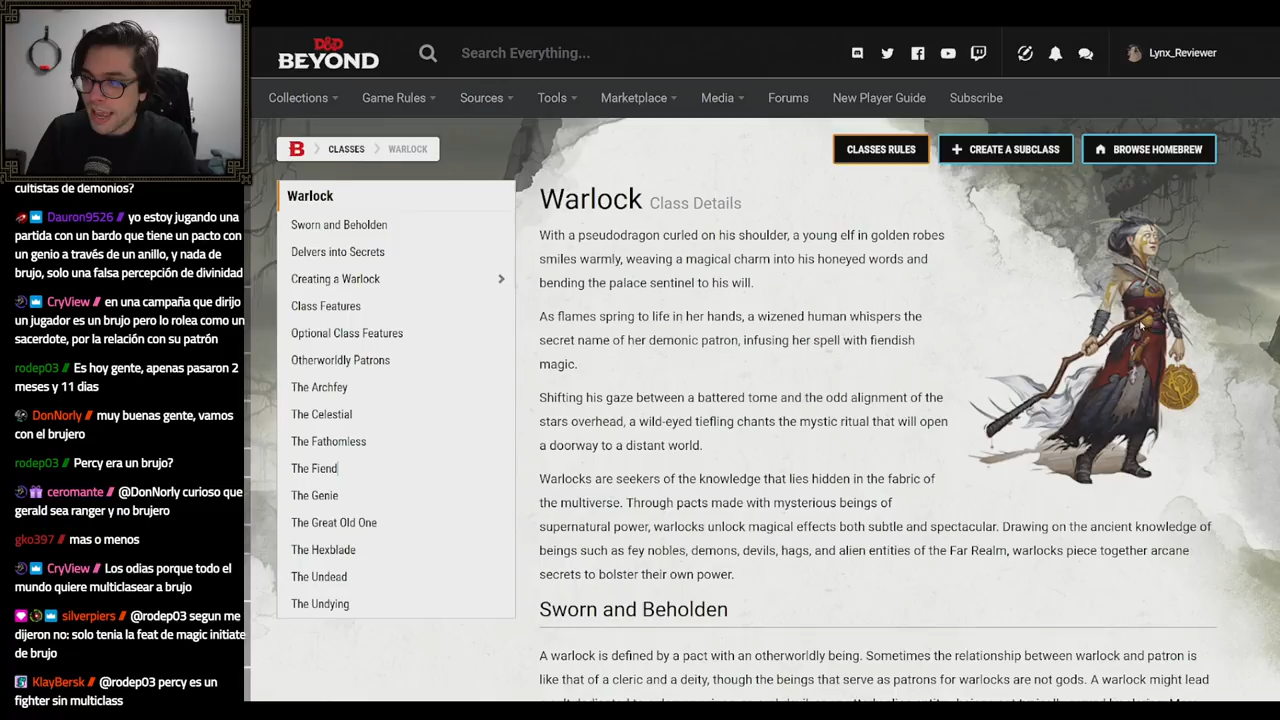 cultistas de demonios?
Dauron9526 // yo estoy jugando una
partida con un bardo que tiene un pacto con
un genio a través de un anillo, y nada de
brujo, solo una falsa percepción de divinidad
CryView // en una campaña que dirijo
un jugador es un brujo pero lo rolea como un
sacerdote, por la relación con su patrón
rodep03 // Es hoy gente, apenas pasaron 2
meses y 11 dias
DonNorly // muy buenas gente, vamos
con el brujero
rodep03 // Percy era un brujo?
ceromante // @DonNorly curioso que
gerald sea ranger y no brujero
gko397 // mas o menos
CryView // Los odias porque todo el
mundo quiere multiclasear a brujo
silverpiers // @rodep03 segun me
dijeron no: solo tenia la feat de magic initiate
de brujo
KlayBersk // @rodep03 percy es un
fighter sin multiclass
D&D
BEYOND
Search Everything...
Lynx_Reviewer
Collections
Game Rules
Sources
Tools
Marketplace
Media
Forums
New Player Guide
Subscribe
B
CLASSES
WARLOCK
CLASSES RULES
+ CREATE A SUBCLASS
BROWSE HOMEBREW
Warlock
Sworn and Beholden
Delvers into Secrets
Creating a Warlock
Class Features
Optional Class Features
Otherworldly Patrons
The Archfey
The Celestial
The Fathomless
The Fiend
The Genie
The Great Old One
The Hexblade
The Undead
The Undying
Warlock Class Details
With a pseudodragon curled on his shoulder, a young elf in golden robes
smiles warmly, weaving a magical charm into his honeyed words and
bending the palace sentinel to his will.
As flames spring to life in her hands, a wizened human whispers the
secret name of her demonic patron, infusing her spell with fiendish
magic.
Shifting his gaze between a battered tome and the odd alignment of the
stars overhead, a wild-eyed tiefling chants the mystic ritual that will open
a doorway to a distant world.
Warlocks are seekers of the knowledge that lies hidden in the fabric of
the multiverse. Through pacts made with mysterious beings of
supernatural power, warlocks unlock magical effects both subtle and spectacular. Drawing on the ancient knowledge of
beings such as fey nobles, demons, devils, hags, and alien entities of the Far Realm, warlocks piece together arcane
secrets to bolster their own power.
Sworn and Beholden
A warlock is defined by a pact with an otherworldly being. Sometimes the relationship between warlock and patron is
like that of a cleric and a deity, though the beings that serve as patrons for warlocks are not gods. A warlock might lead